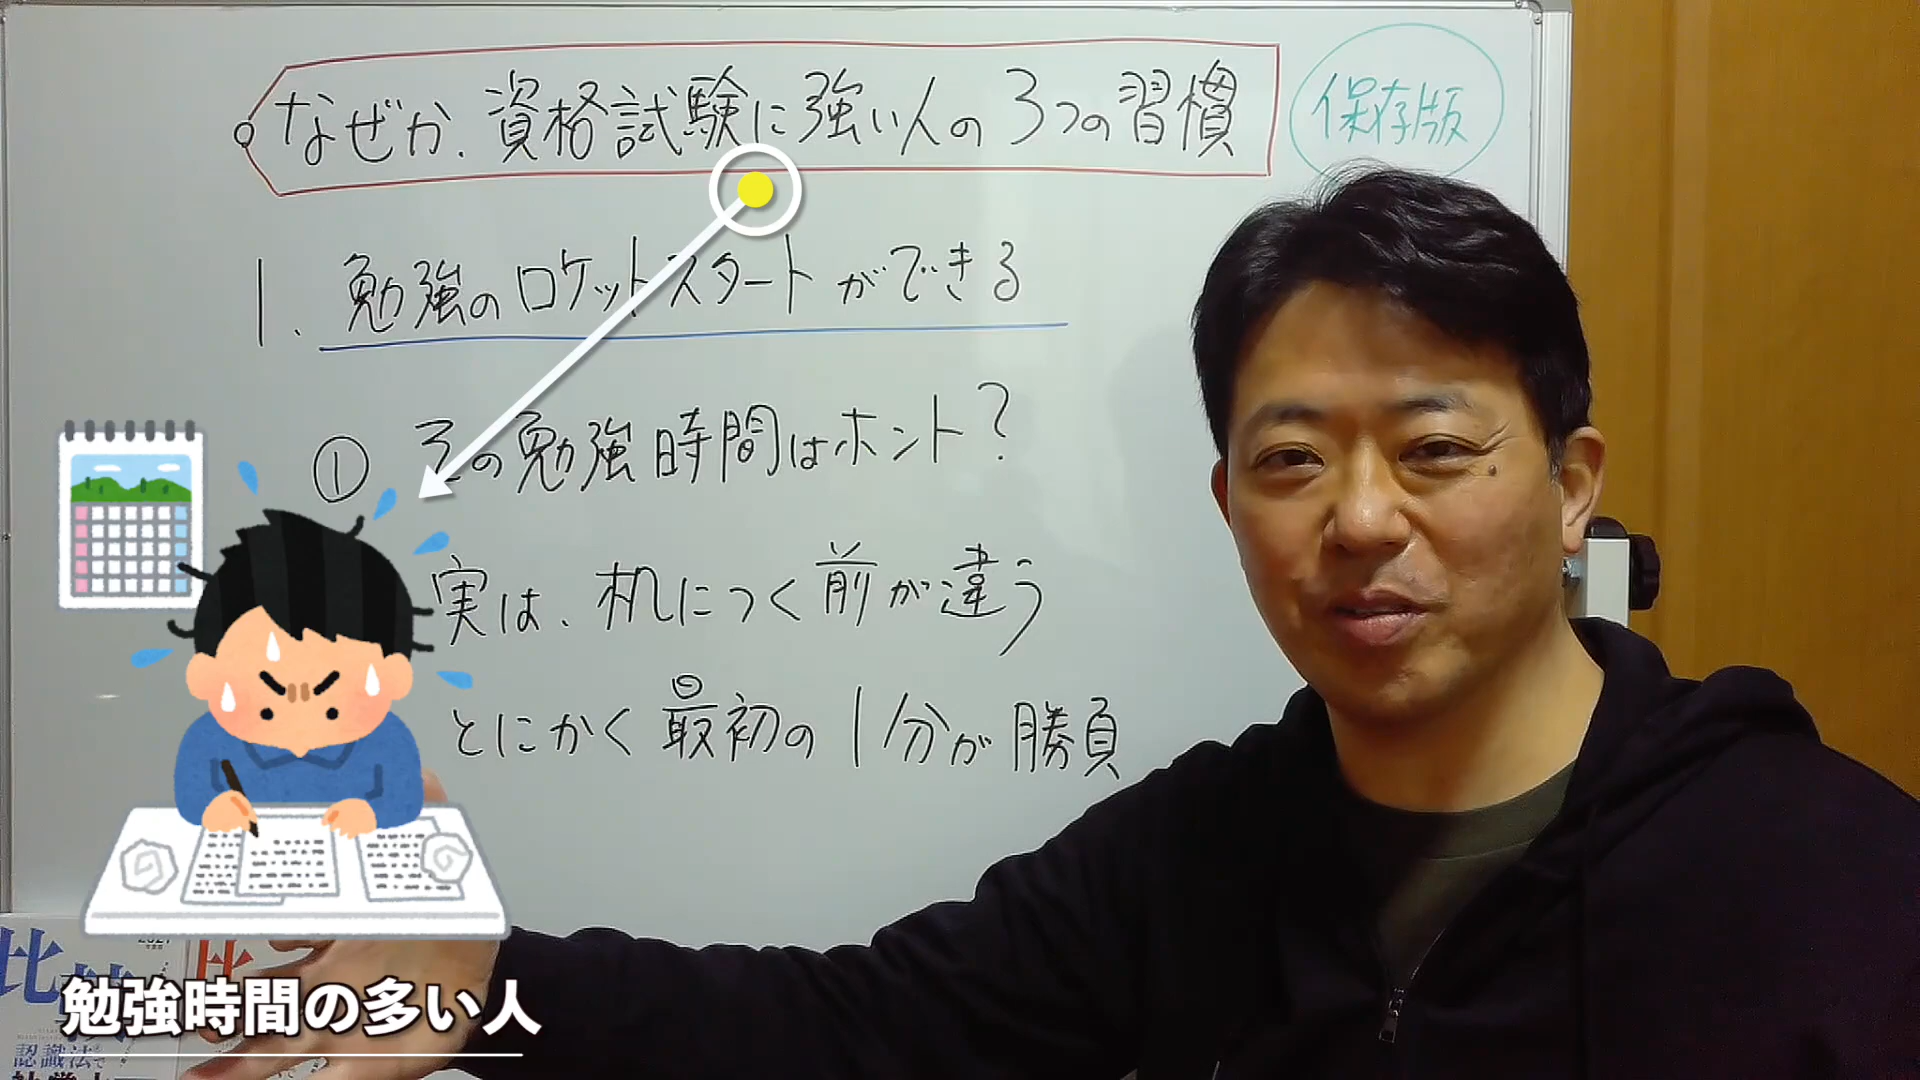 なぜか、資格試験に強い人の3つの習慣
保存版
1. 勉強のロケットスタートができる
① その勉強時間はホント?
実は、机につく前が違う
とにかく最初の1分が勝負
勉強時間の多い人
認識法で